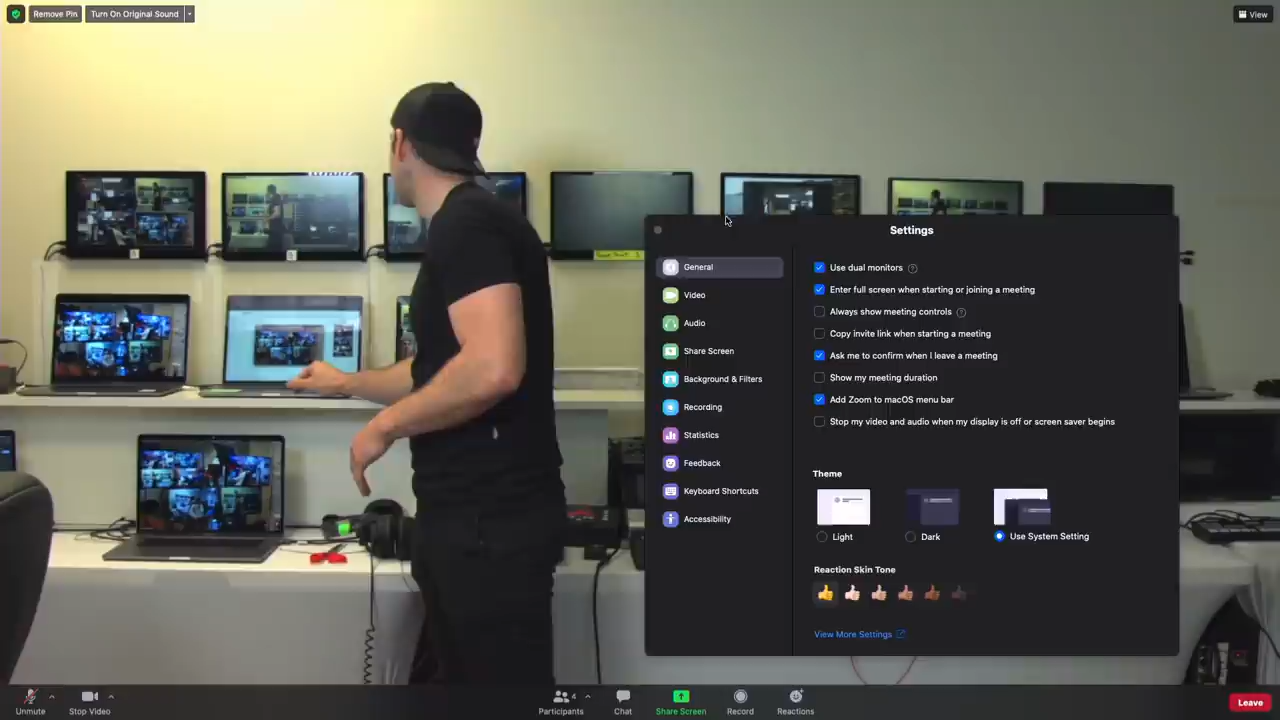 Remove Pin
Turn On Original Sound
View
Settings
General
Video
Audio
Share Screen
Background & Filters
Recording
Statistics
Feedback
Keyboard Shortcuts
Accessibility
Use dual monitors
Enter full screen when starting or joining a meeting
Always show meeting controls
Copy invite link when starting a meeting
Ask me to confirm when I leave a meeting
Show my meeting duration
Add Zoom to macOS menu bar
Stop my video and audio when my display is off or screen saver begins
Theme
Light
Dark
Use System Setting
Reaction Skin Tone
View More Settings
Unmute
Stop Video
Participants
4
Chat
Share Screen
Record
Reactions
Leave